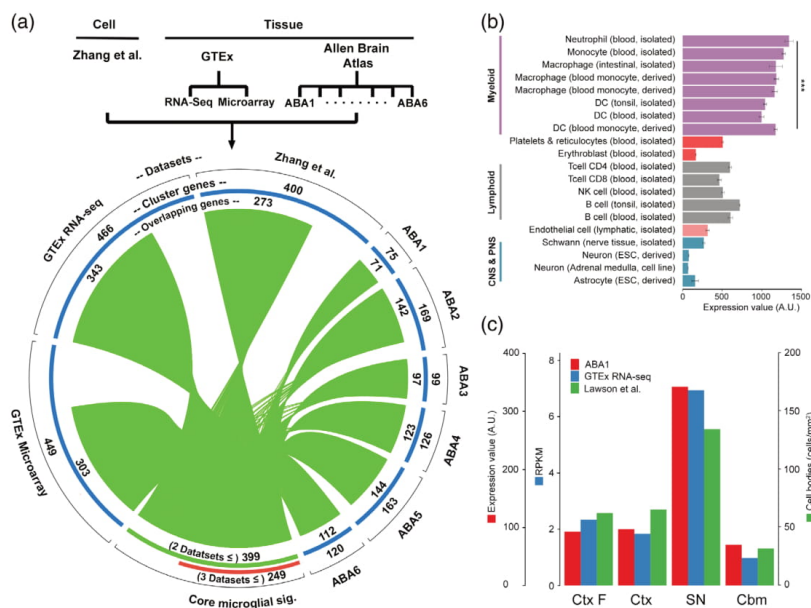 (a)
Cell
Tissue
Zhang et al.
GTEx
Allen Brain
Atlas
RNA-Seq Microarray
ABA1
ABA6
-- Datasets --
-- Cluster genes --
-- Overlapping genes --
Zhang et al.
400
273
ABA1
75
71
ABA2
169
142
ABA3
99
97
ABA4
126
123
ABA5
163
144
ABA6
120
112
GTEx RNA-seq
466
343
GTEx Microarray
449
303
(2 Datatsets ≤ ) 399
(3 Datasets ≤ ) 249
Core microglial sig.
(b)
Myeloid
Neutrophil (blood, isolated)
Monocyte (blood, isolated)
Macrophage (intestinal, isolated)
Macrophage (blood monocyte, derived)
Macrophage (blood monocyte, derived)
DC (tonsil, isolated)
DC (blood, isolated)
DC (blood monocyte, derived)
Platelets & reticulocytes (blood, isolated)
Erythroblast (blood, isolated)
Lymphoid
Tcell CD4 (blood, isolated)
Tcell CD8 (blood, isolated)
NK cell (blood, isolated)
B cell (tonsil, isolated)
B cell (blood, isolated)
Endothelial cell (lymphatic, isolated)
CNS & PNS
Schwann (nerve tissue, isolated)
Neuron (ESC, derived)
Neuron (Adrenal medulla, cell line)
Astrocyte (ESC, derived)
***
0 500 1000 1500
Expression value (A.U.)
(c)
ABA1
GTEx RNA-seq
Lawson et al.
Expression value (A.U.)
400
300
200
100
0
RPKM
8
6
4
2
0
Cell bodies (cells/mm²)
200
150
100
50
0
Ctx F Ctx SN Cbm